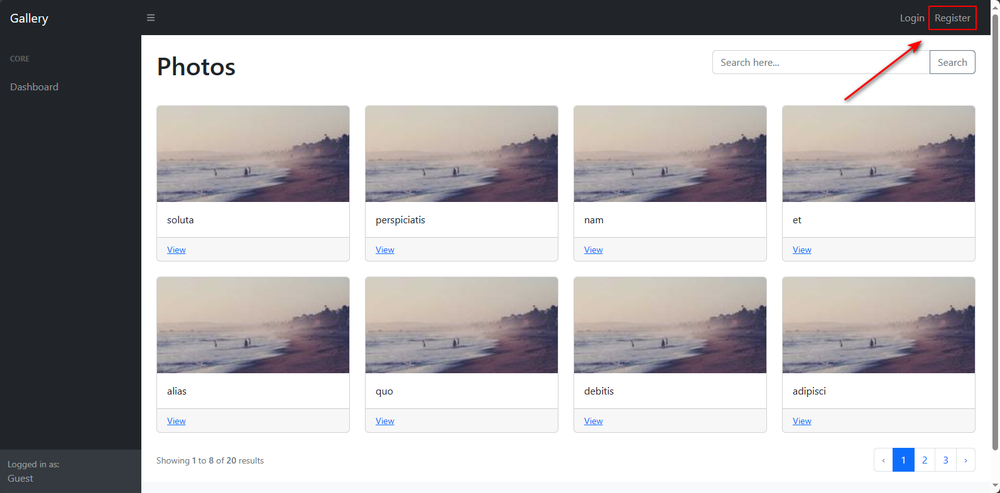 Gallery
☰
Login Register
CORE
Dashboard
Photos
Search here...
Search
soluta
perspiciatis
nam
et
View
View
View
View
alias
quo
debitis
adipisci
View
View
View
View
Showing 1 to 8 of 20 results
‹ 1 2 3 ›
Logged in as:
Guest